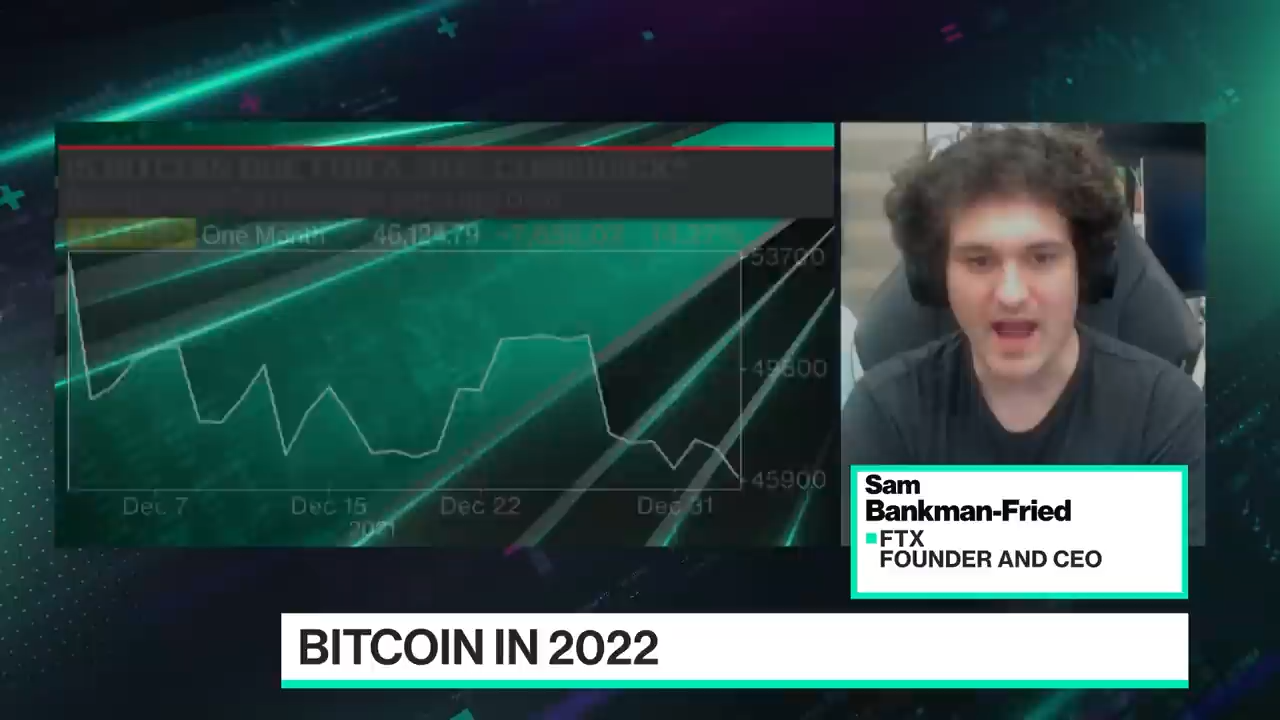 One Month 46,124.79
53700
49800
45900
Dec 7 Dec 15 Dec 22 Dec 31
2021
Sam
Bankman-Fried
FTX
FOUNDER AND CEO
BITCOIN IN 2022